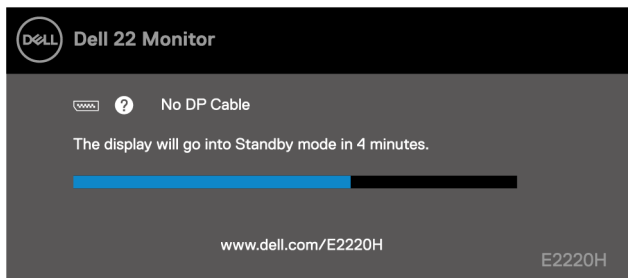 DELL Dell 22 Monitor
? No DP Cable
The display will go into Standby mode in 4 minutes.
www.dell.com/E2220H
E2220H